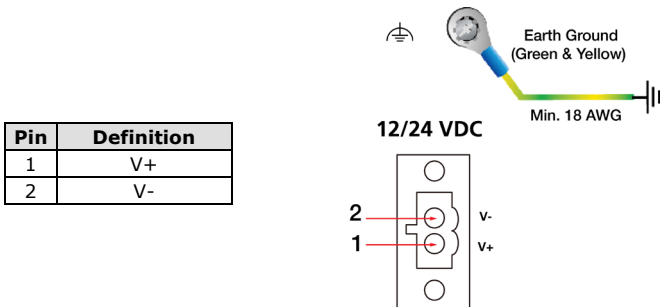 Earth Ground
(Green & Yellow)
Min. 18 AWG
12/24 VDC
Pin Definition
1 V+
2 V-
2 V-
1 V+